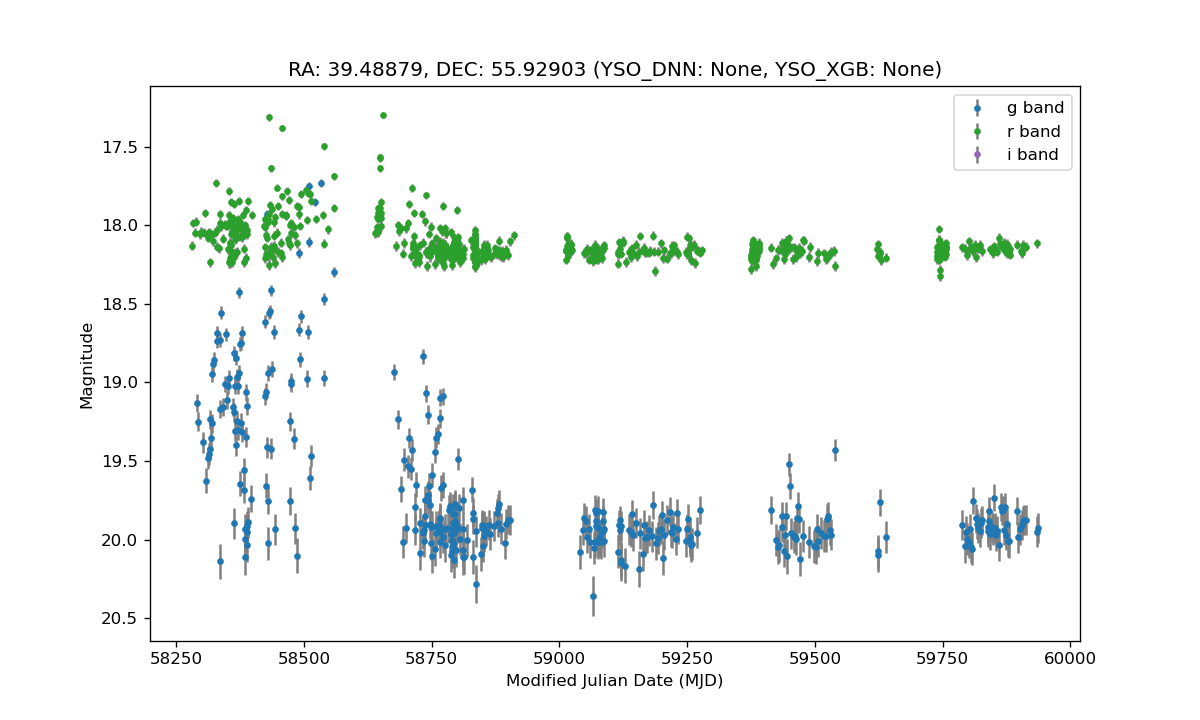 RA: 39.48879, DEC: 55.92903 (YSO_DNN: None, YSO_XGB: None)
g band
r band
i band
17.5
18.0
18.5
19.0
19.5
20.0
20.5
Magnitude
58250 58500 58750 59000 59250 59500 59750 60000
Modified Julian Date (MJD)